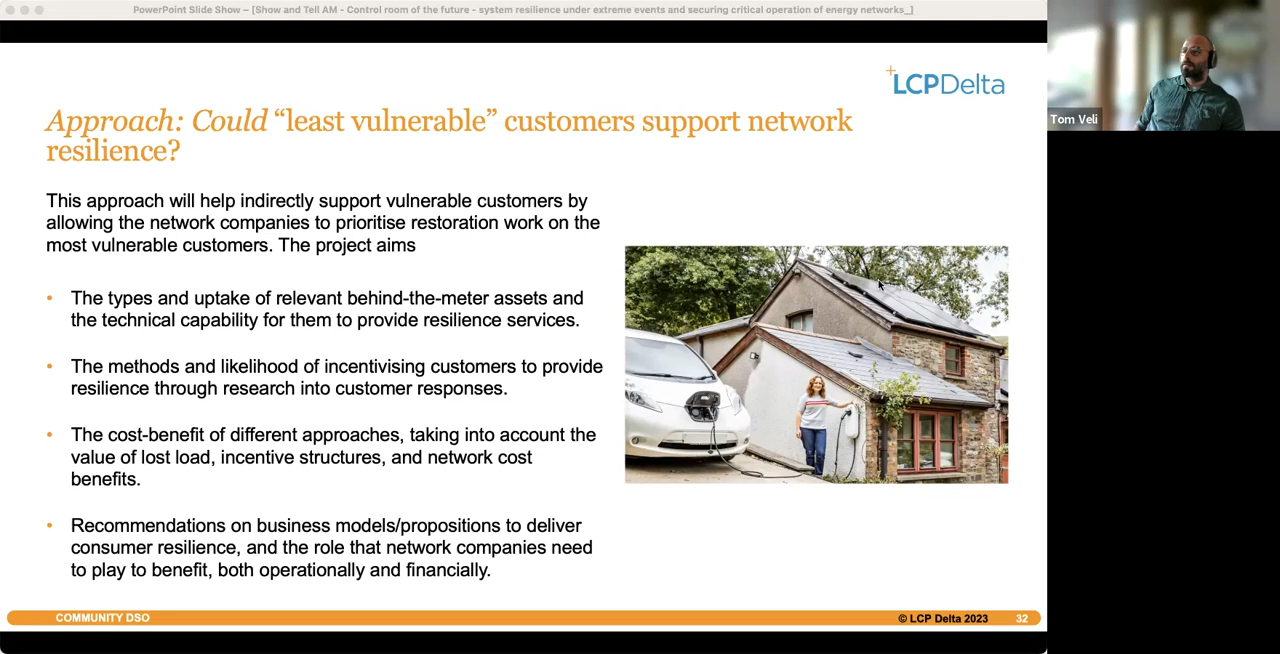 PowerPoint Slide Show – [Show and Tell AM - Control room of the future - system resilience under extreme events and securing critical operation of energy networks_]
LCPDelta
Approach: Could “least vulnerable” customers support network
resilience?
This approach will help indirectly support vulnerable customers by
allowing the network companies to prioritise restoration work on the
most vulnerable customers. The project aims
• The types and uptake of relevant behind-the-meter assets and
the technical capability for them to provide resilience services.
• The methods and likelihood of incentivising customers to provide
resilience through research into customer responses.
• The cost-benefit of different approaches, taking into account the
value of lost load, incentive structures, and network cost
benefits.
• Recommendations on business models/propositions to deliver
consumer resilience, and the role that network companies need
to play to benefit, both operationally and financially.
COMMUNITY DSO
© LCP Delta 2023
32
Tom Veli